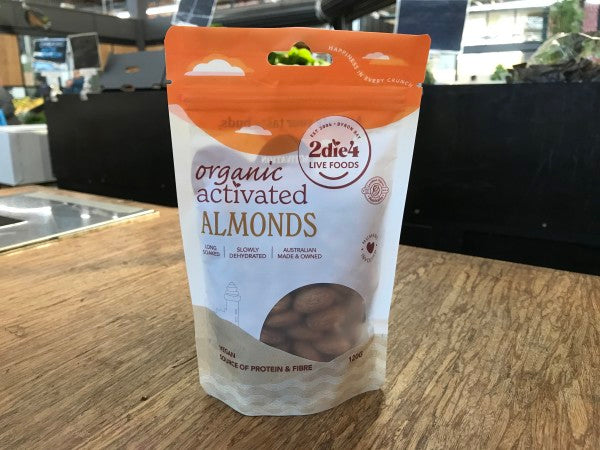 HAPPINESS IN EVERY CRUNCH
EST. 2004 • BYRON BAY
2die4
LIVE FOODS
organic
activated
ALMONDS
LONG
SOAKED
SLOWLY
DEHYDRATED
AUSTRALIAN
MADE & OWNED
VEGAN
SOURCE OF PROTEIN & FIBRE
120G